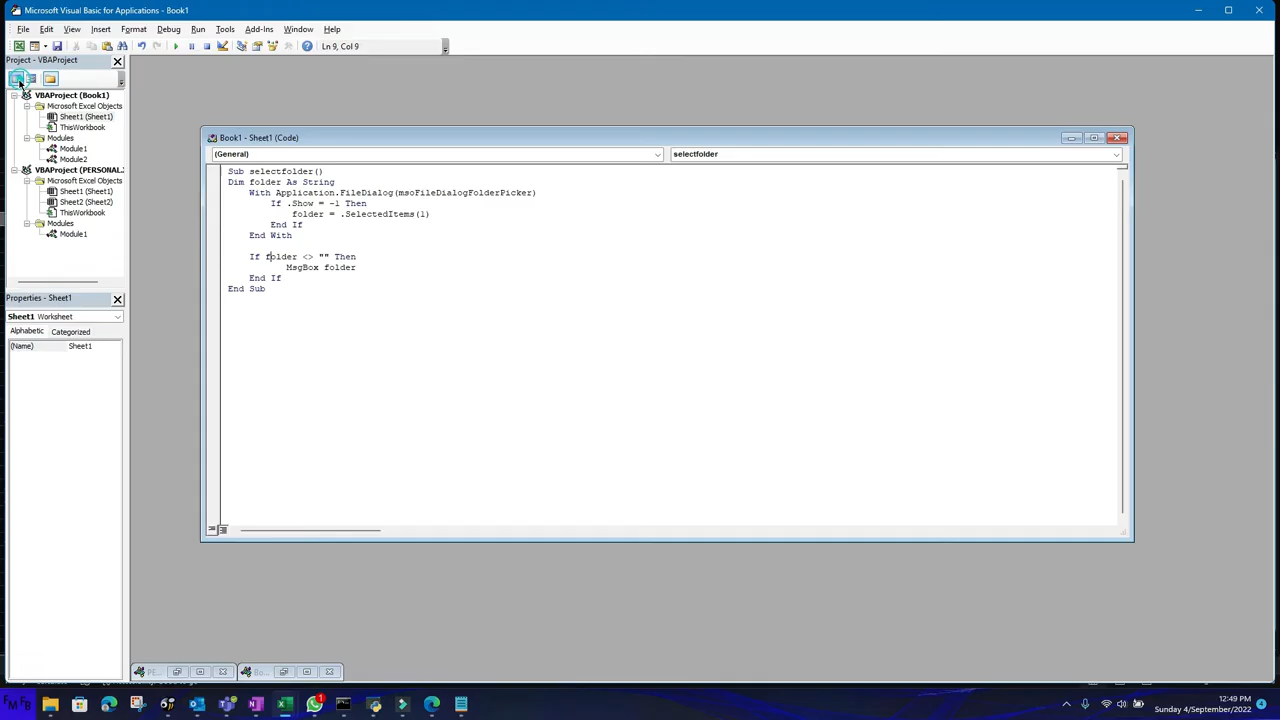 Microsoft Visual Basic for Applications - Book1
File Edit View Insert Format Debug Run Tools Add-Ins Window Help
Ln 9, Col 9
Project - VBAProject
VBAProject (Book1)
Microsoft Excel Objects
Sheet1 (Sheet1)
ThisWorkbook
Modules
Module1
Module2
VBAProject (PERSONAL.
Microsoft Excel Objects
Sheet1 (Sheet1)
Sheet2 (Sheet2)
ThisWorkbook
Modules
Module1
Properties - Sheet1
Sheet1 Worksheet
Alphabetic Categorized
(Name) Sheet1
Book1 - Sheet1 (Code)
(General) selectfolder
Sub selectfolder()
Dim folder As String
With Application.FileDialog(msoFileDialogFolderPicker)
If .Show = -1 Then
folder = .SelectedItems(1)
End If
End With
If folder <> "" Then
MsgBox folder
End If
End Sub
PE...
Bo...
1
12:49 PM
Sunday 4/September/2022